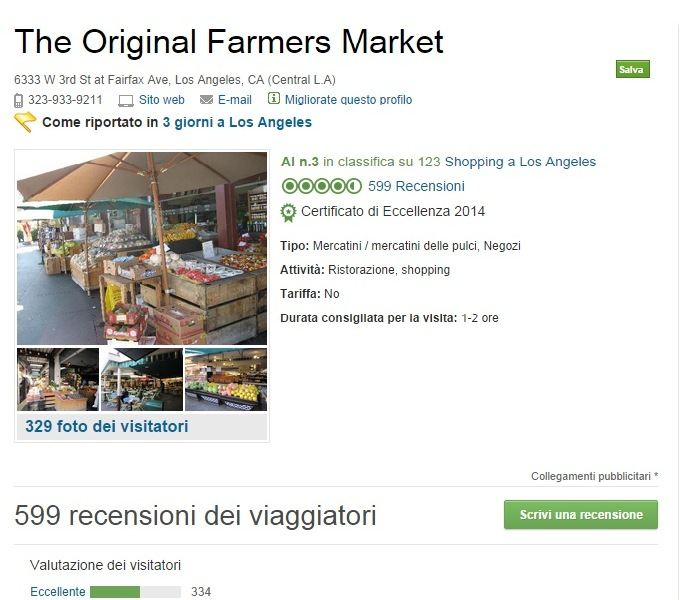 The Original Farmers Market
6333 W 3rd St at Fairfax Ave, Los Angeles, CA (Central L.A)
Salva
323-933-9211 Sito web E-mail Migliorate questo profilo
Come riportato in 3 giorni a Los Angeles
Al n.3 in classifica su 123 Shopping a Los Angeles
599 Recensioni
Certificato di Eccellenza 2014
Tipo: Mercatini / mercatini delle pulci, Negozi
Attività: Ristorazione, shopping
Tariffa: No
Durata consigliata per la visita: 1-2 ore
329 foto dei visitatori
Collegamenti pubblicitari *
599 recensioni dei viaggiatori
Scrivi una recensione
Valutazione dei visitatori
Eccellente 334